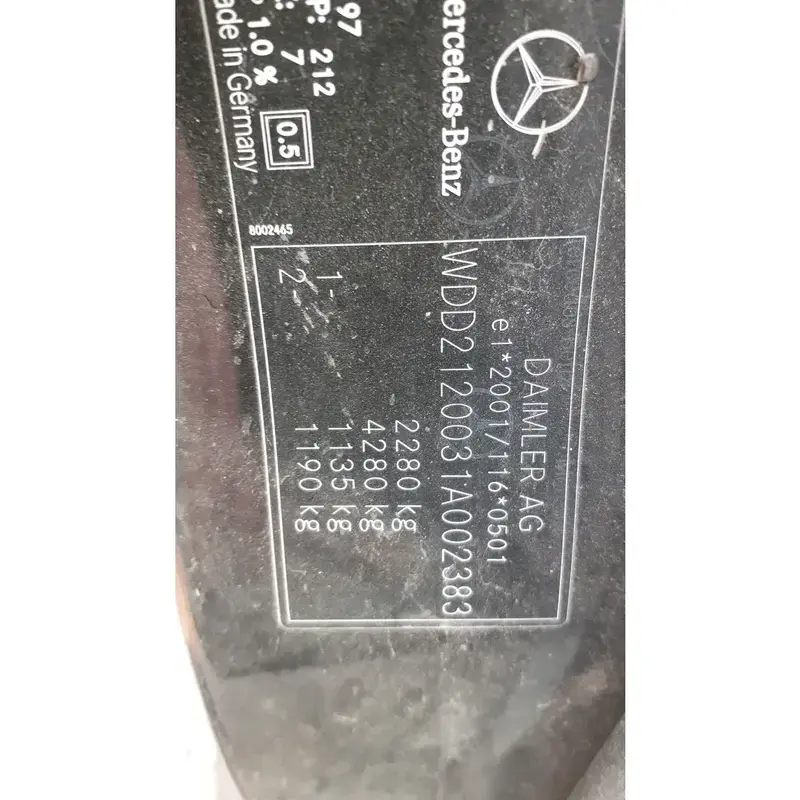 Mercedes-Benz
97
P: 212
: 7
P 1.0 %
ade in Germany
0.5
8002465
DAIMLER AG
e1*2001/116*0501
WDD2120031A002383
2280 kg
4280 kg
1- 1135 kg
2- 1190 kg